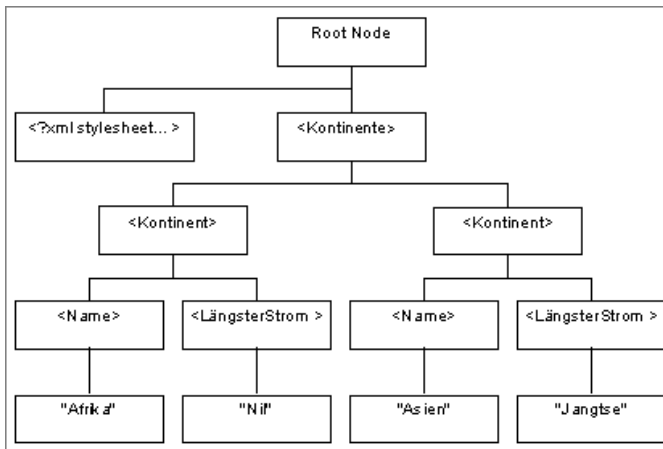 Root Node
<?xml stylesheet... >
<Kontinente>
<Kontinent>
<Kontinent>
<Name>
<LängsterStrom >
<Name>
<LängsterStrom >
"Afrika"
"Nil"
"Asien"
"Jangtse"